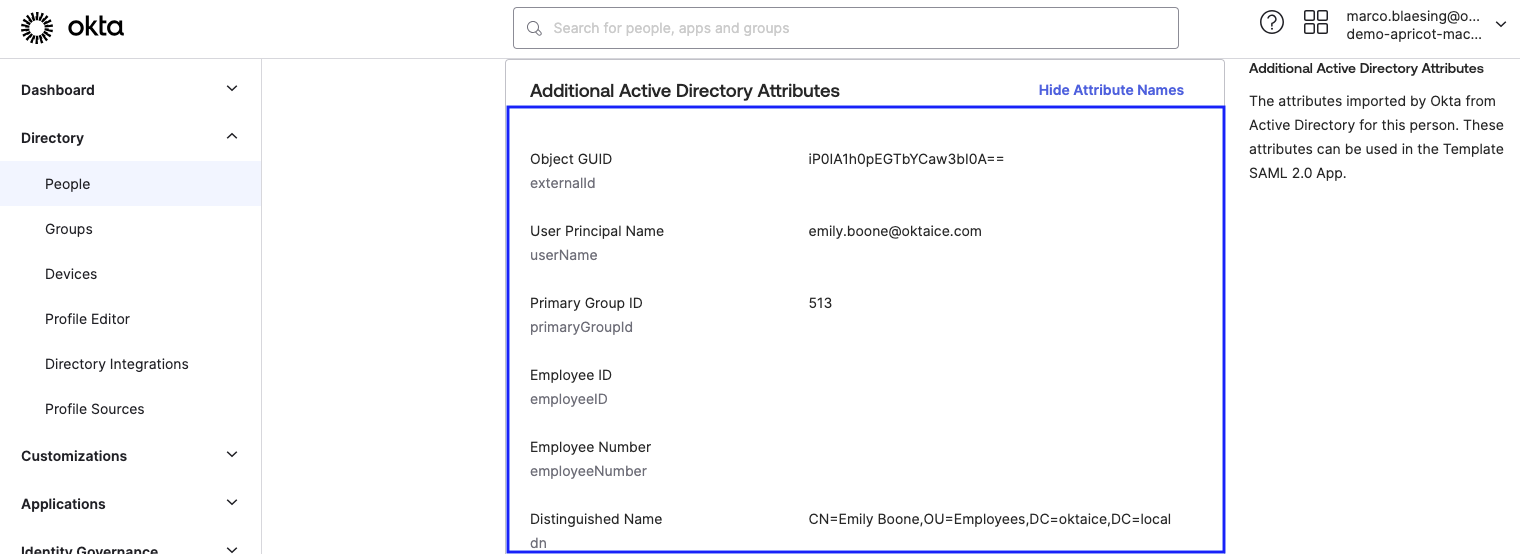 okta
Search for people, apps and groups
marco.blaesing@o...
demo-apricot-mac...
Dashboard
Directory
People
Groups
Devices
Profile Editor
Directory Integrations
Profile Sources
Customizations
Applications
Identity Governance
Additional Active Directory Attributes
Hide Attribute Names
Object GUID
iP0IA1h0pEGTbYCaw3bI0A==
externalId
User Principal Name
emily.boone@oktaice.com
userName
Primary Group ID
513
primaryGroupId
Employee ID
employeeID
Employee Number
employeeNumber
Distinguished Name
CN=Emily Boone,OU=Employees,DC=oktaice,DC=local
dn
Additional Active Directory Attributes
The attributes imported by Okta from
Active Directory for this person. These
attributes can be used in the Template
SAML 2.0 App.